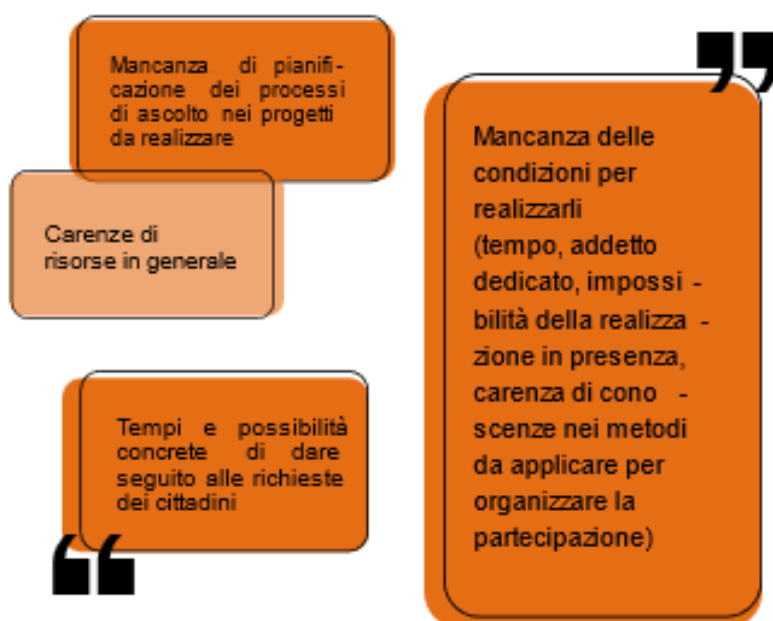 Mancanza di pianifi-
cazione dei processi
di ascolto nei progetti
da realizzare
Carenze di
risorse in generale
Tempi e possibilità
concrete di dare
seguito alle richieste
dei cittadini
Mancanza delle
condizioni per
realizzarli
(tempo, addetto
dedicato, impossi -
bilità della realizza -
zione in presenza,
carenza di cono -
scenze nei metodi
da applicare per
organizzare la
partecipazione)